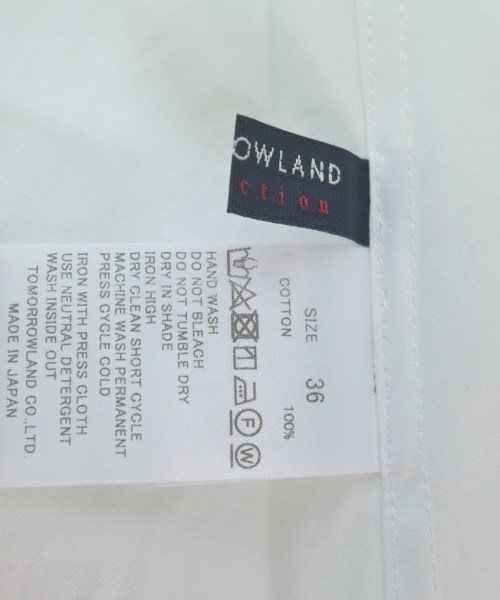 OWLAND
ction
SIZE 36
COTTON 100%
HAND WASH
DO NOT BLEACH
DO NOT TUMBLE DRY
DRY IN SHADE
IRON HIGH
DRY CLEAN SHORT CYCLE
MACHINE WASH PERMANENT
PRESS CYCLE COLD
IRON WITH PRESS CLOTH
USE NEUTRAL DETERGENT
WASH INSIDE OUT
TOMORROWLAND CO.,LTD.
MADE IN JAPAN